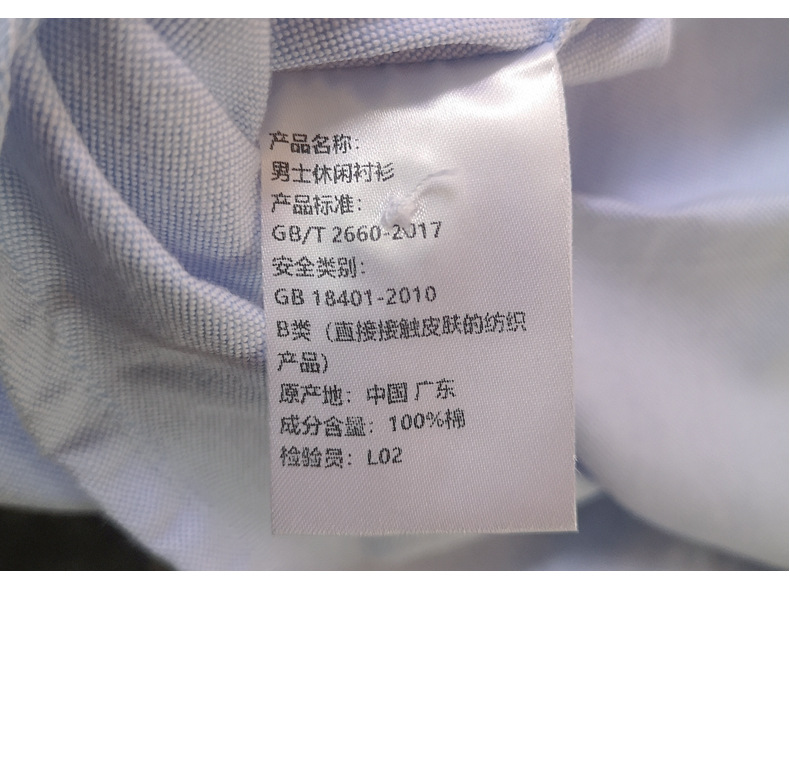 产品名称：
男士休闲衬衫
产品标准：
GB/T 2660-2017
安全类别：
GB 18401-2010
B类（直接接触皮肤的纺织
产品）
原产地：中国 广东
成分含量：100%棉
检验员：L02